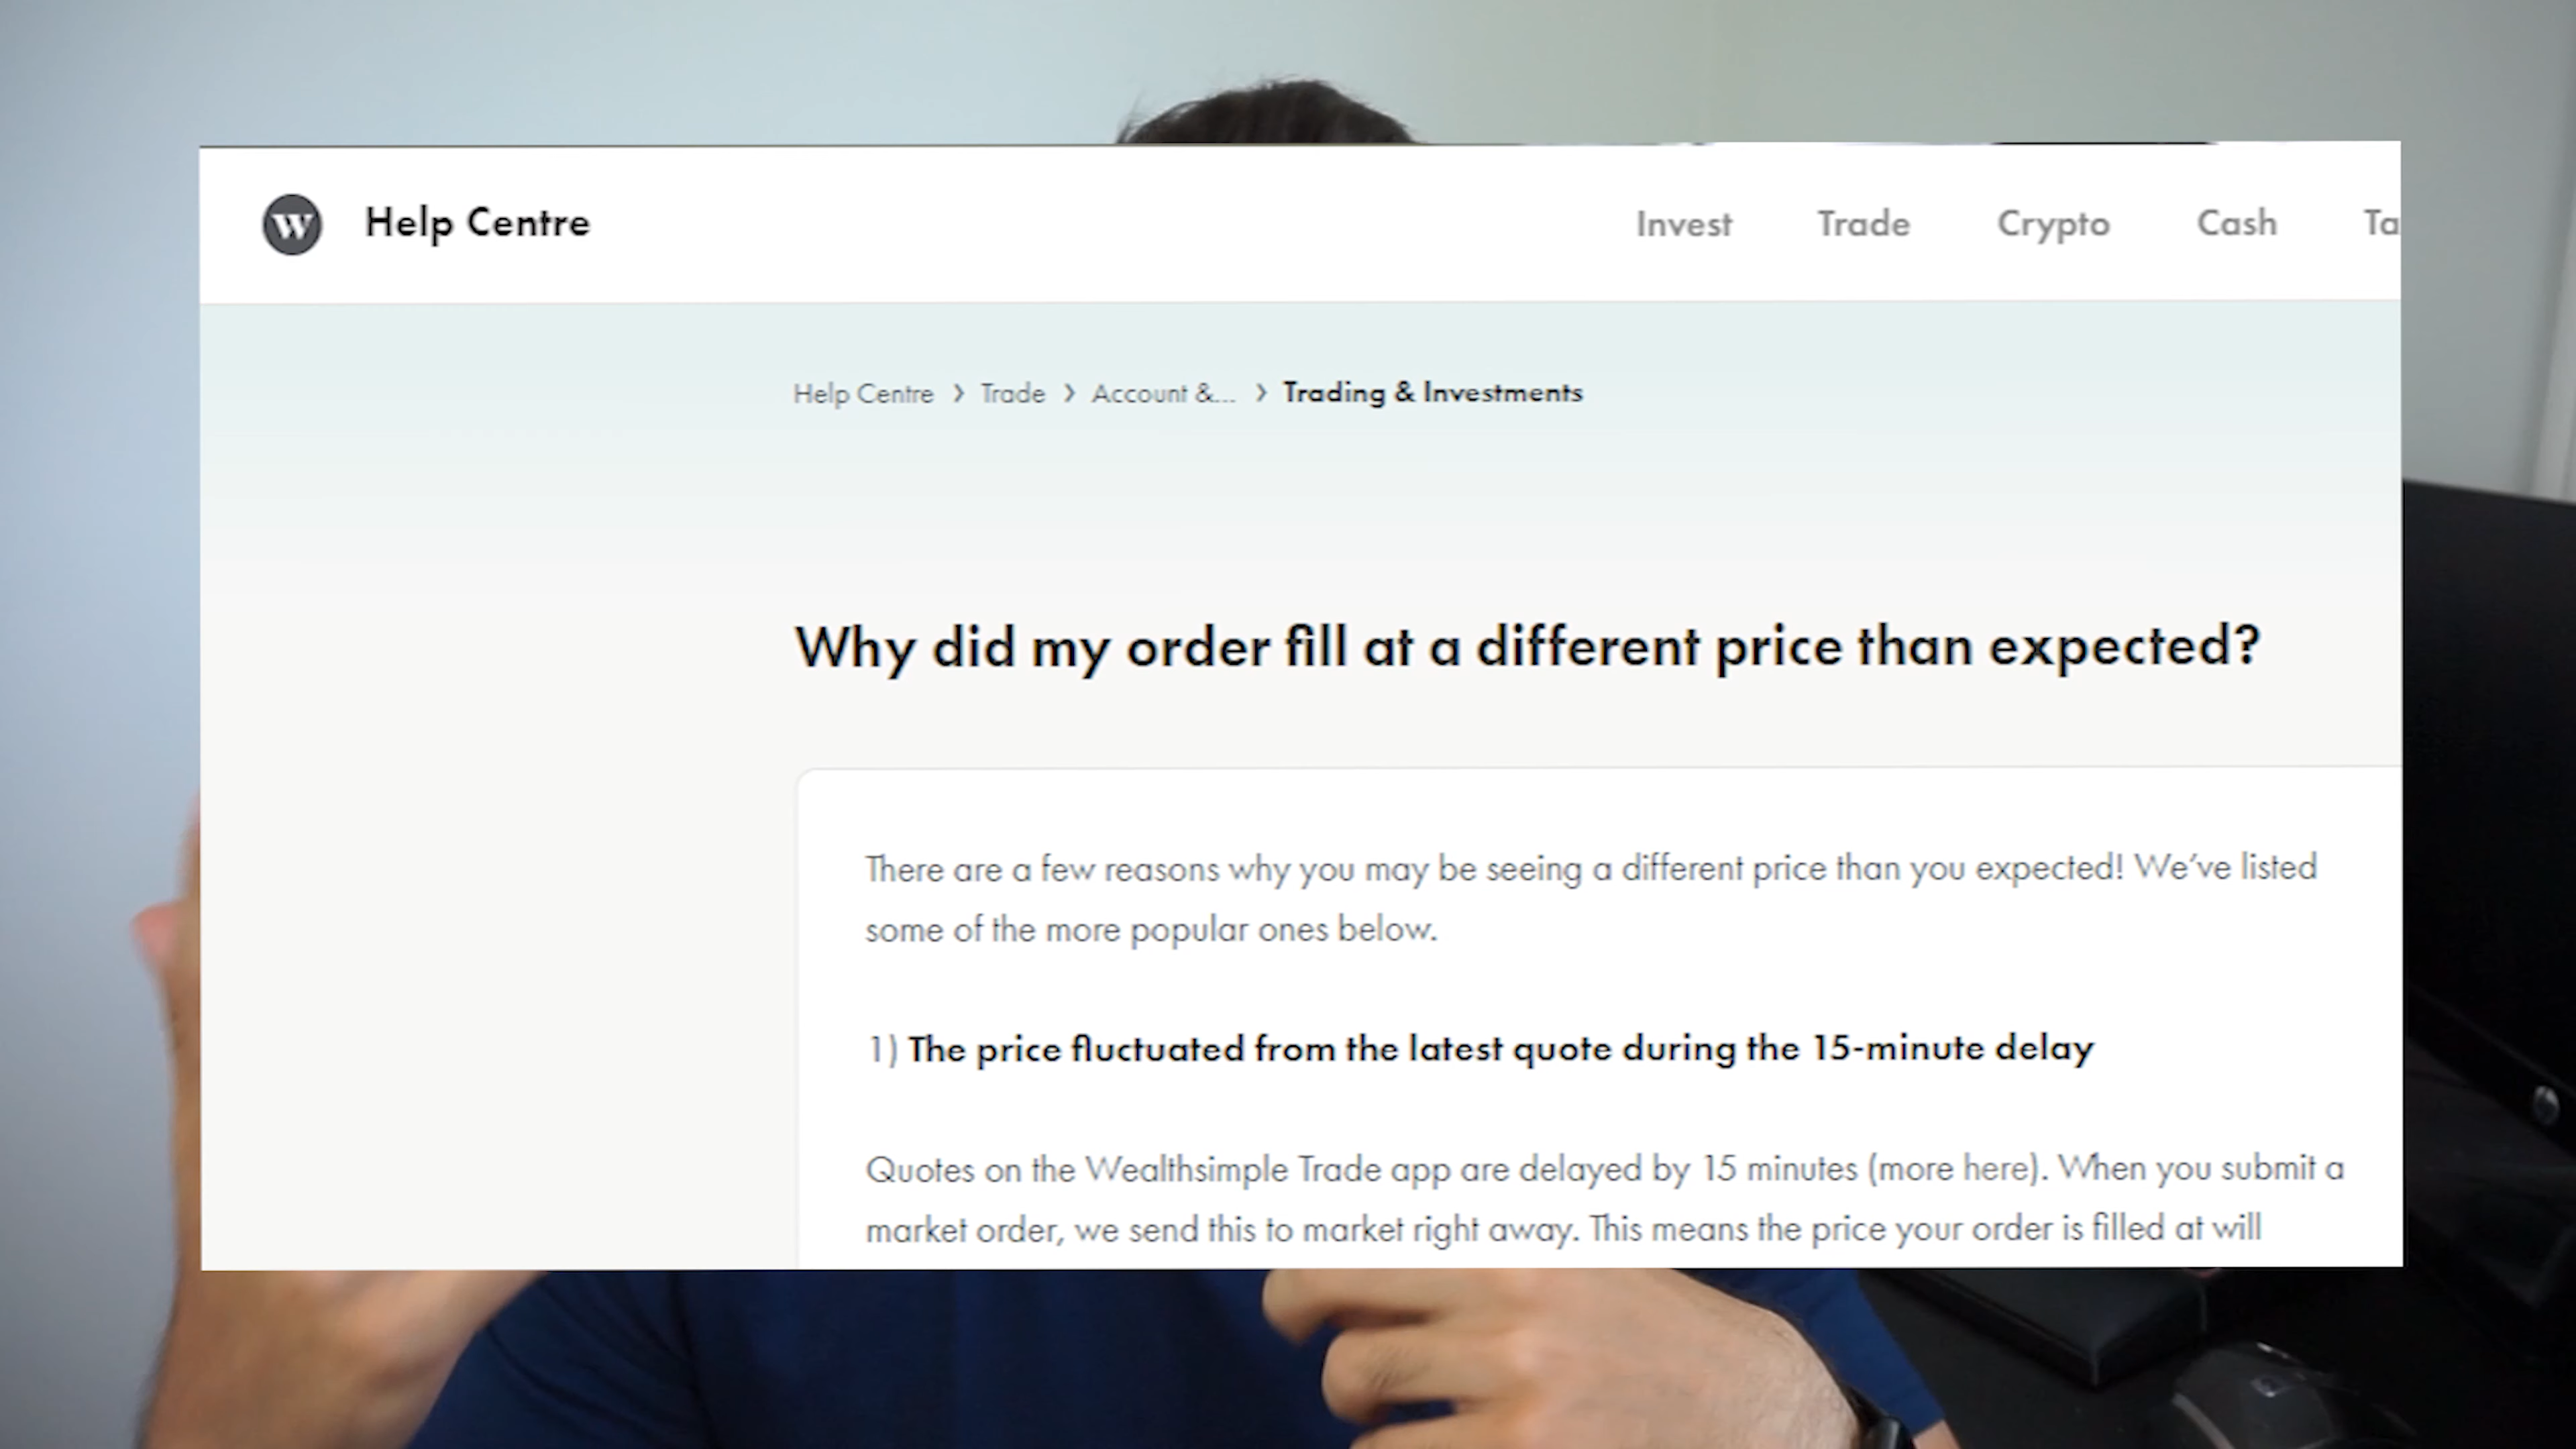 W Help Centre Invest Trade Crypto Cash Ta
Help Centre > Trade > Account &... > Trading & Investments
Why did my order fill at a different price than expected?
There are a few reasons why you may be seeing a different price than you expected! We've listed
some of the more popular ones below.
1) The price fluctuated from the latest quote during the 15-minute delay
Quotes on the Wealthsimple Trade app are delayed by 15 minutes (more here). When you submit a
market order, we send this to market right away. This means the price your order is filled at will